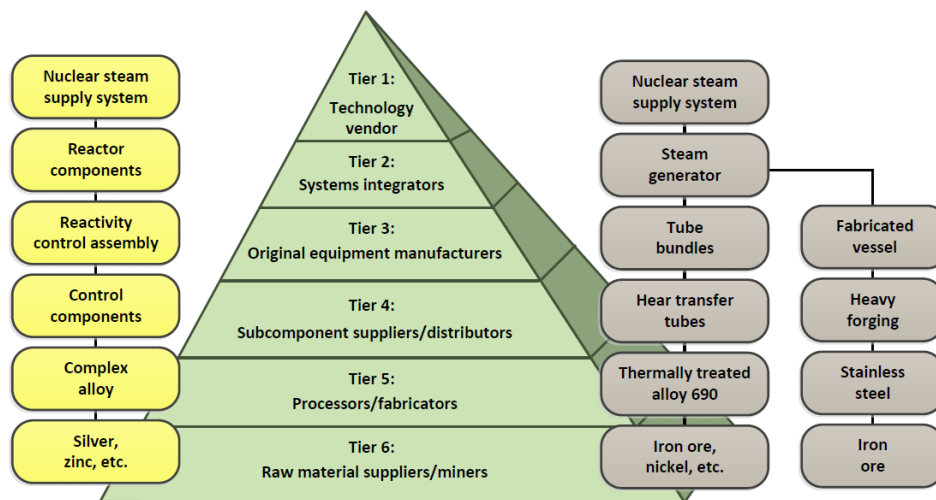 Nuclear steam
supply system
Reactor
components
Reactivity
control assembly
Control
components
Complex
alloy
Silver,
zinc, etc.
Tier 1:
Technology
vendor
Tier 2:
Systems integrators
Tier 3:
Original equipment manufacturers
Tier 4:
Subcomponent suppliers/distributors
Tier 5:
Processors/fabricators
Tier 6:
Raw material suppliers/miners
Nuclear steam
supply system
Steam
generator
Tube
bundles
Hear transfer
tubes
Thermally treated
alloy 690
Iron ore,
nickel, etc.
Fabricated
vessel
Heavy
forging
Stainless
steel
Iron
ore